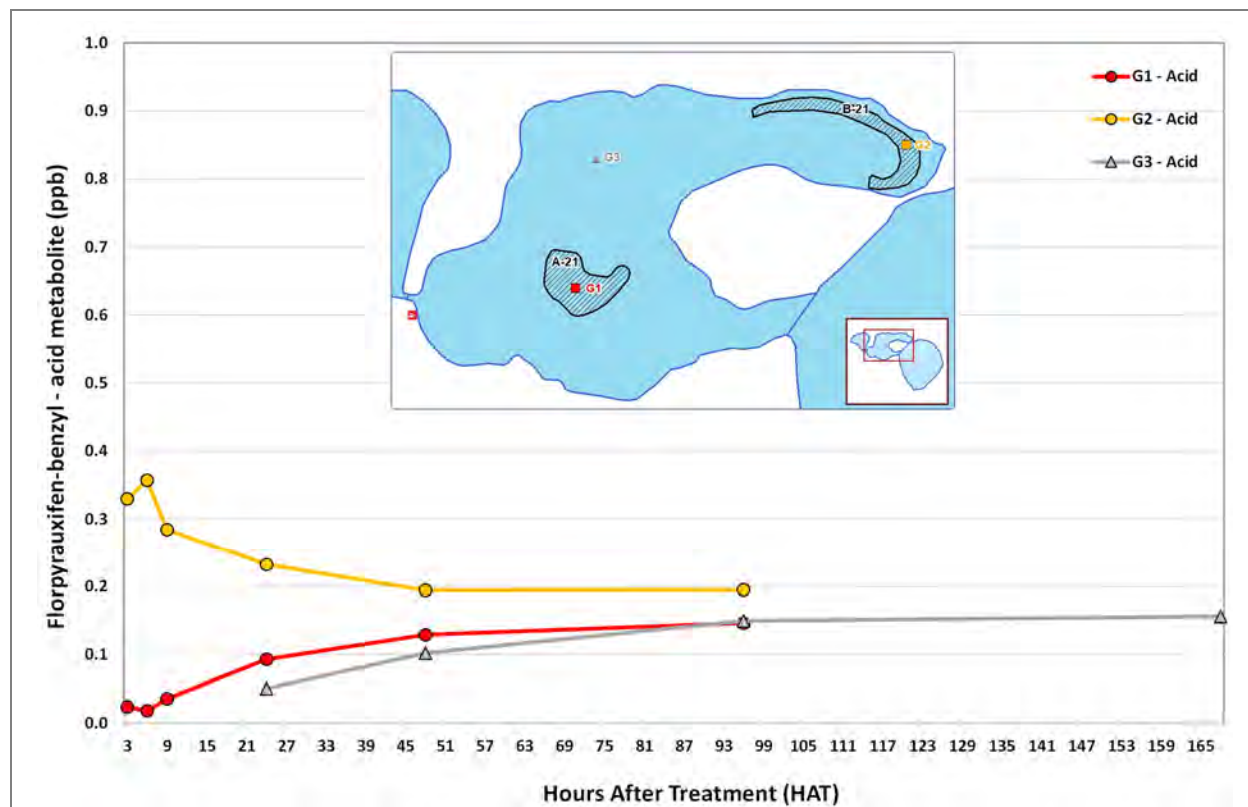 1.0
0.9
0.8
0.7
0.6
0.5
0.4
0.3
0.2
0.1
0.0
Florpyrauxifen-benzyl - acid metabolite (ppb)
B-21
G2
G3
A-21
G1
G1 - Acid
G2 - Acid
G3 - Acid
3 9 15 21 27 33 39 45 51 57 63 69 75 81 87 93 99 105 111 117 123 129 135 141 147 153 159 165
Hours After Treatment (HAT)